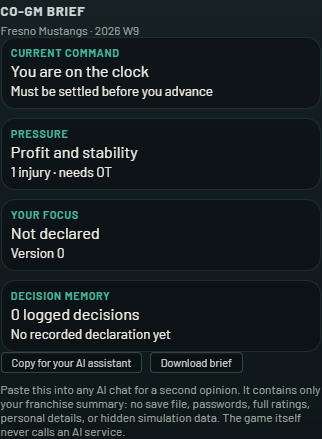 CO-GM BRIEF
Fresno Mustangs · 2026 W9
CURRENT COMMAND
You are on the clock
Must be settled before you advance
PRESSURE
Profit and stability
1 injury · needs OT
YOUR FOCUS
Not declared
Version 0
DECISION MEMORY
0 logged decisions
No recorded declaration yet
Copy for your AI assistant
Download brief
Paste this into any AI chat for a second opinion. It contains only
your franchise summary: no save file, passwords, full ratings,
personal details, or hidden simulation data. The game itself
never calls an AI service.